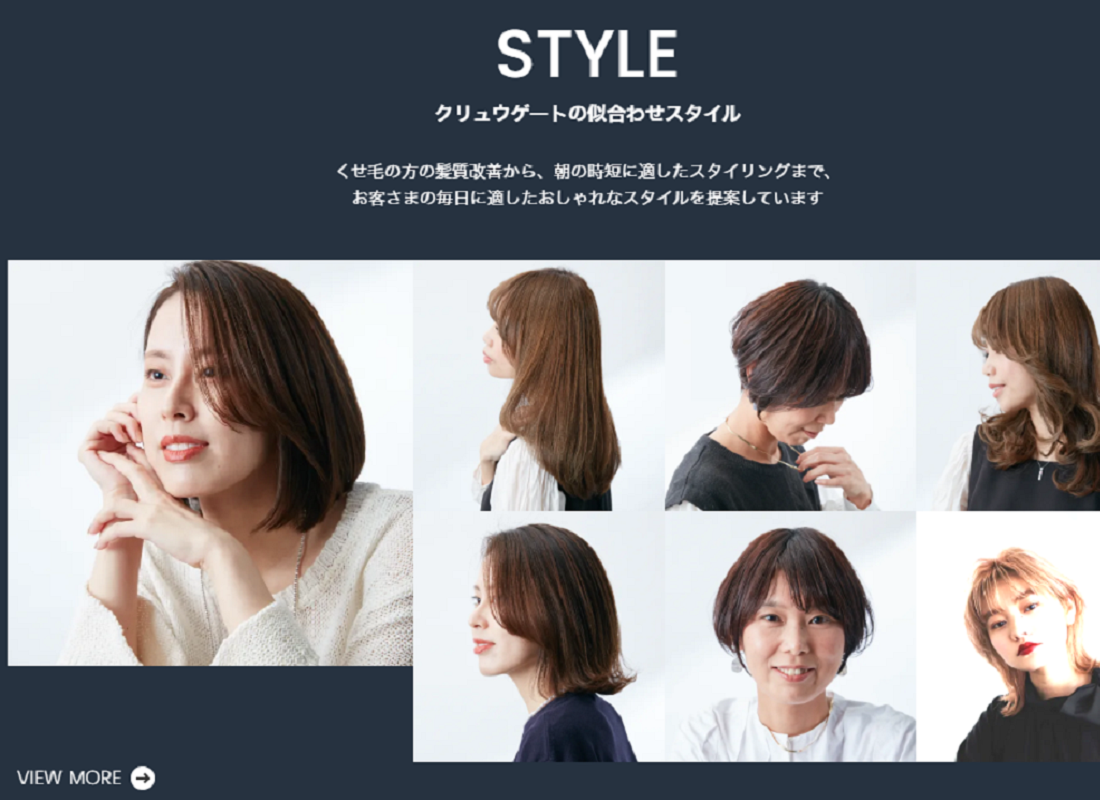 STYLE
クリュウゲートの似合わせスタイル
くせ毛の方の髪質改善から、朝の時短に適したスタイリングまで、
お客さまの毎日に適したおしゃれなスタイルを提案しています
VIEW MORE